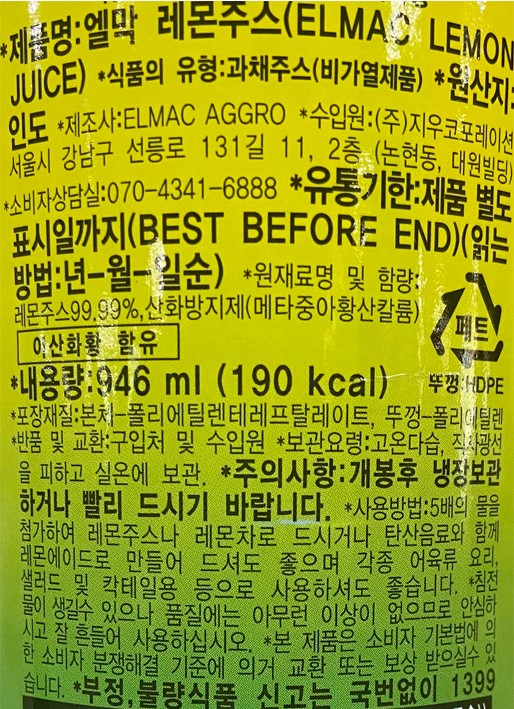 *제품명:엘막 레몬주스(ELMAC LEMON
JUICE) *식품의 유형:과채주스(비가열제품) *원산지:
인도 *제조사:ELMAC AGGRO *수입원:(주)지우코포레이션
서울시 강남구 선릉로 131길 11, 2층 (논현동, 대원빌딩)
*소비자상담실:070-4341-6888 *유통기한:제품 별도
표시일까지(BEST BEFORE END)(읽는
방법:년-월-일순) *원재료명 및 함량:
레몬주스99.99%,산화방지제(메타중아황산칼륨)
페트
이산화황 함유
*내용량:946 ml (190 kcal) 뚜껑:HDPE
*포장재질:본체-폴리에틸렌테레프탈레이트, 뚜껑-폴리에틸렌
*반품 및 교환:구입처 및 수입원 *보관요령:고온다습, 직사광선
을 피하고 실온에 보관. *주의사항:개봉후 냉장보관
하거나 빨리 드시기 바랍니다. *사용방법:5배의 물을
첨가하여 레몬주스나 레몬차로 드시거나 탄산음료와 함께
레몬에이드로 만들어 드셔도 좋으며 각종 어육류 요리,
샐러드 및 칵테일용 등으로 사용하셔도 좋습니다. *침전
물이 생길수 있으나 품질에는 아무런 이상이 없으므로 안심하
시고 잘 흔들어 사용하십시오. *본 제품은 소비자 기본법에 의
한 소비자 분쟁해결 기준에 의거 교환 또는 보상 받으실수 있
습니다. *부정,불량식품 신고는 국번없이 1399